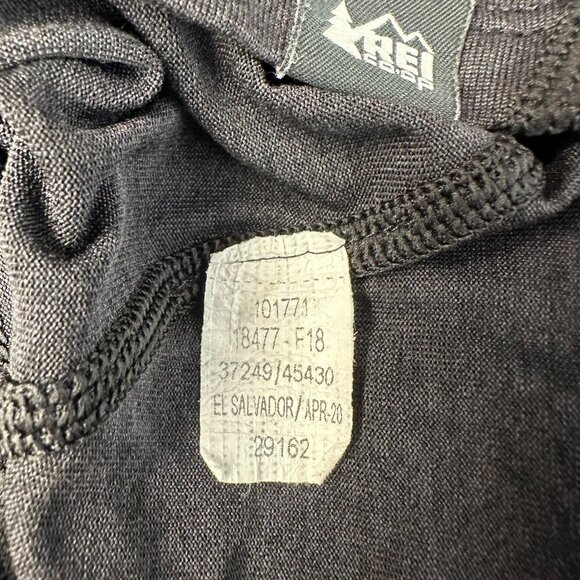 REI
CO·OP
101771
18477 - F18
37249/45430
EL SALVADOR/APR-20
29162